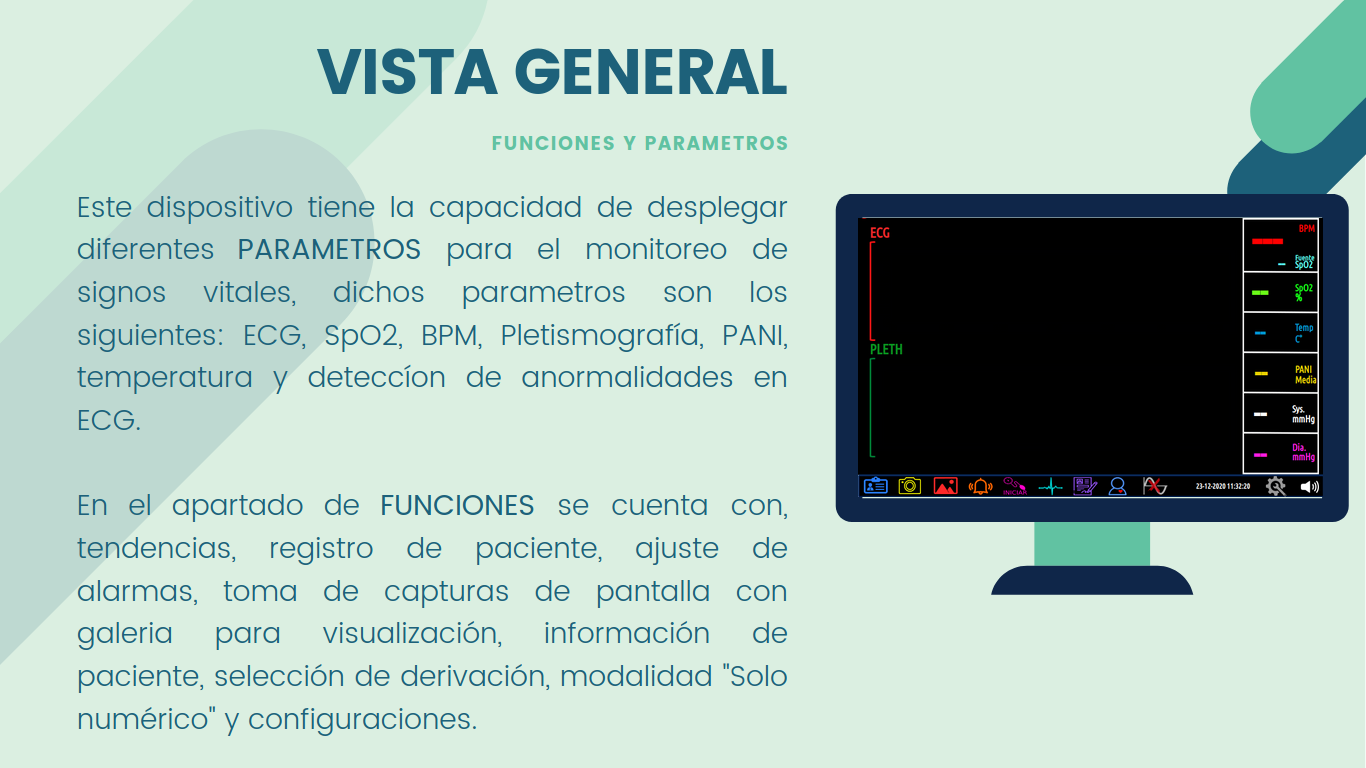 VISTA GENERAL
FUNCIONES Y PARAMETROS
Este dispositivo tiene la capacidad de desplegar
diferentes PARAMETROS para el monitoreo de
signos vitales, dichos parametros son los
siguientes: ECG, SpO2, BPM, Pletismografía, PANI,
temperatura y deteccíon de anormalidades en
ECG.
En el apartado de FUNCIONES se cuenta con,
tendencias, registro de paciente, ajuste de
alarmas, toma de capturas de pantalla con
galeria para visualización, información de
paciente, selección de derivación, modalidad "Solo
numérico" y configuraciones.
ECG
PLETH
BPM
Fuente
SpO2
SpO2
%
Temp
C°
PANI
Media
Sys.
mmHg
Dia.
mmHg
INICIAR
23-12-2020 11:32:20